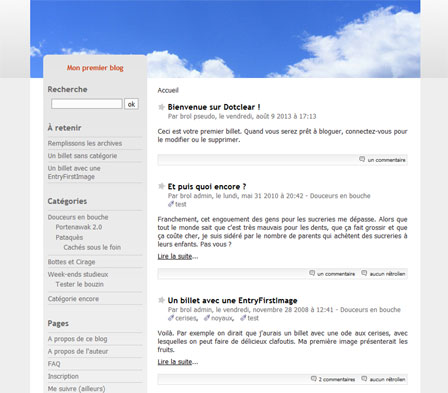 Mon premier blog
Recherche
ok
À retenir
Remplissons les archives
Un billet sans catégorie
Un billet avec une
EntryFirstImage
Catégories
Douceurs en bouche
Portenawak 2.0
Pataquès
Cachés sous le foin
Bottes et Cirage
Week-ends studieux
Tester le bouzin
Catégorie encore
Pages
A propos de ce blog
A propos de l'auteur
FAQ
Inscription
Me suivre (ailleurs)
Accueil
Bienvenue sur Dotclear !
Par brol pseudo, le vendredi, août 9 2013 à 17:13
Ceci est votre premier billet. Quand vous serez prêt à bloguer, connectez-vous pour
le modifier ou le supprimer.
un commentaire
Et puis quoi encore ?
Par brol admin, le lundi, mai 31 2010 à 20:42 - Douceurs en bouche
test
Franchement, cet engouement des gens pour les sucreries me dépasse. Alors que
tout le monde sait que c'est très mauvais pour les dents, que ça fait grossir et que
ça coûte cher, je suis sidéré par le nombre de parents qui achètent des sucreries à
leurs enfants. Pas vous ?
Lire la suite...
un commentaire aucun rétrolien
Un billet avec une EntryFirstImage
Par brol admin, le vendredi, novembre 28 2008 à 12:41 - Douceurs en bouche
cerises, noyaux, test
Voilà. Par exemple on dirait que j'aurais un billet avec une ode aux cerises, avec
lesquelles on peut faire de délicieux clafoutis. Ma première image présenterait les
fruits.
Lire la suite...
2 commentaires aucun rétrolien